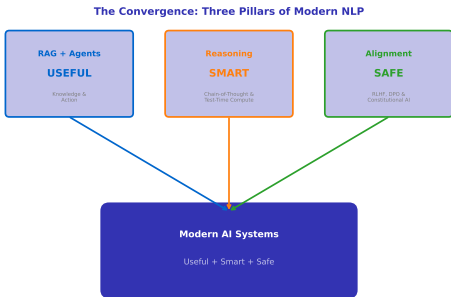 The Convergence: Three Pillars of Modern NLP
RAG + Agents
USEFUL
Knowledge &
Action
Reasoning
SMART
Chain-of-Thought &
Test-Time Compute
Alignment
SAFE
RLHF, DPO &
Constitutional AI
Modern AI Systems
Useful + Smart + Safe